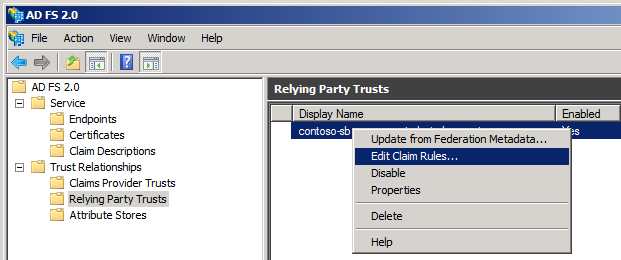 AD FS 2.0
File Action View Window Help
AD FS 2.0
Service
Endpoints
Certificates
Claim Descriptions
Trust Relationships
Claims Provider Trusts
Relying Party Trusts
Attribute Stores
Relying Party Trusts
Display Name Enabled
contoso-sb Yes
Update from Federation Metadata...
Edit Claim Rules...
Disable
Properties
Delete
Help